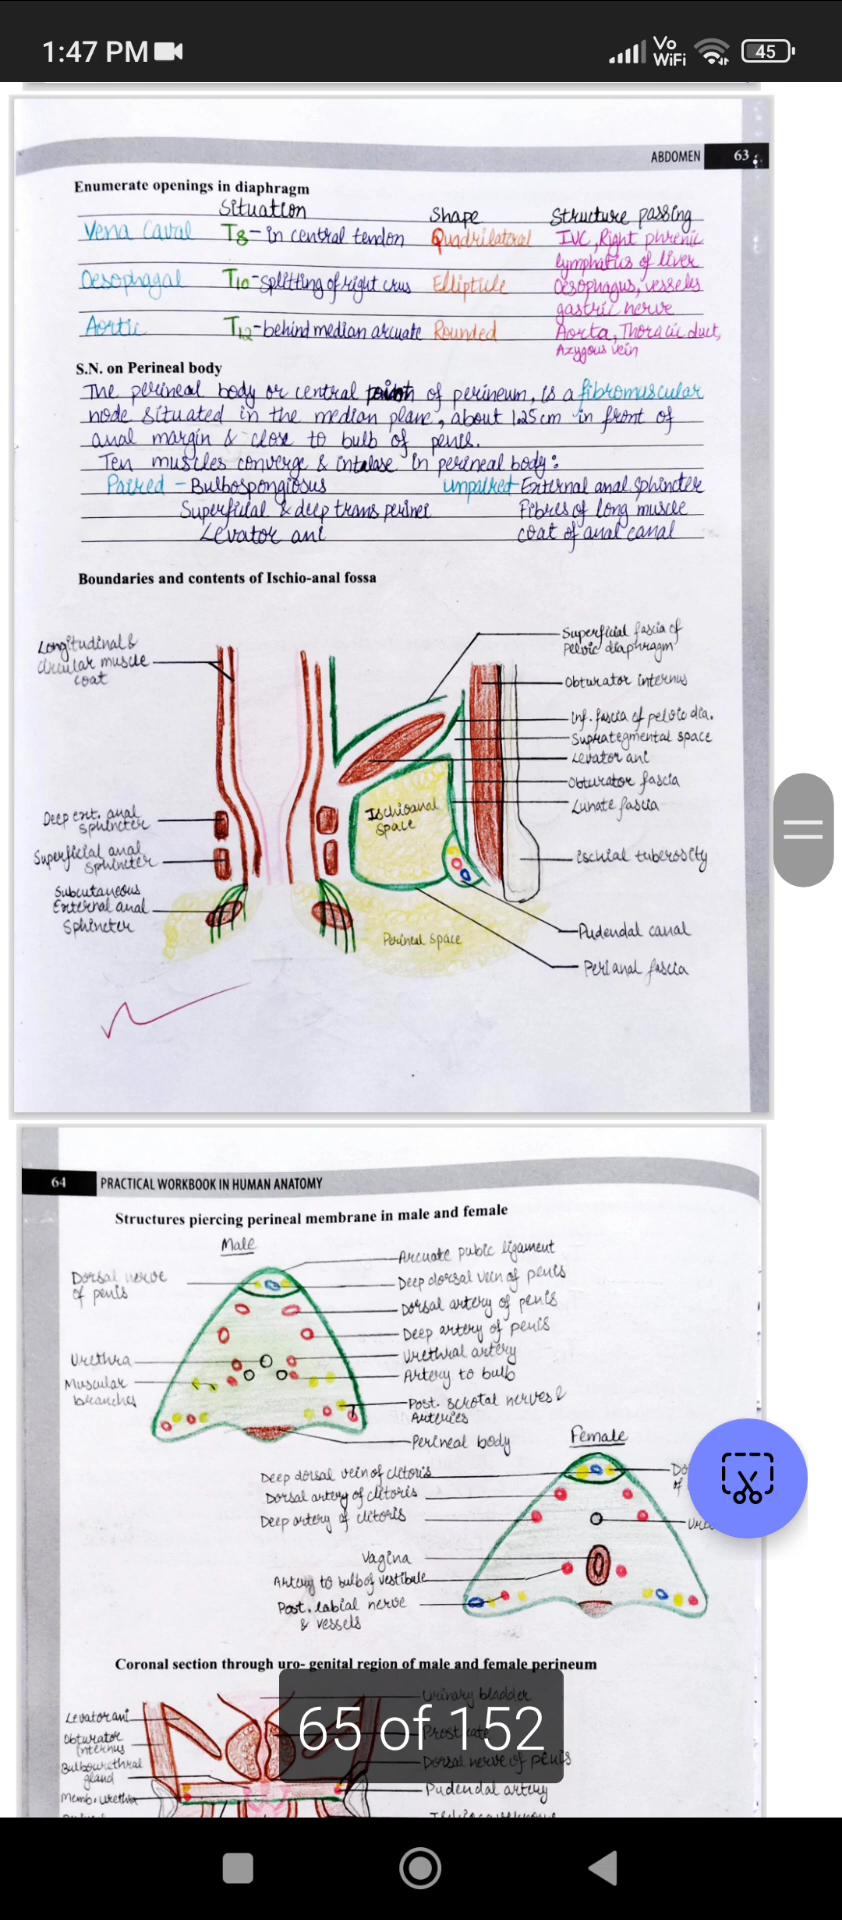 1:47 PM
Vo
WiFi
45
ABDOMEN 63
Enumerate openings in diaphragm
Situation Shape Structure passing
Vena Caval T8 - in central tendon Quadrilateral IVC, Right phrenic
lymphatics of liver
Oesophagal T10 - splitting of right crus Ellipticle Oesophagus, vesseles
gastric nerve
Aortic T12 - behind median arcuate Rounded Aorta, Thoracic duct,
Azygous vein
S.N. on Perineal body
The perineal body or central point of perineum, is a fibromuscular
node situated in the median plane, about 1.25cm in front of
anal margin & close to bulb of penis.
Ten muscles converge & intalase in perineal body:
Paired - Bulbospongiosus unpaired - External anal sphincter
Superficial & deep trans perinei Fibres of long muscle
Levator ani coat of anal canal
Boundaries and contents of Ischio-anal fossa
Longitudinal &
circular muscle
coat
Deep ext. anal
sphincter
Superficial anal
sphincter
Subcutaneous
External anal
Sphincter
Superficial fascia of
Pelvic diaphragm
Obturator internus
Inf. fascia of pelvic dia.
Suprategmental space
Levator ani
Obturator fascia
Lunate fascia
Ischioanal
space
Ischial tuberosity
Perineal space
Pudendal canal
Perianal fascia
64 PRACTICAL WORKBOOK IN HUMAN ANATOMY
Structures piercing perineal membrane in male and female
Male
Dorsal nerve
of penis
Urethra
Muscular
branches
Arcuate pubic ligament
Deep dorsal vein of penis
Dorsal artery of penis
Deep artery of penis
Urethral artery
Artery to bulb
Post. scrotal nerves &
Arteries
Perineal body
Female
Deep dorsal vein of clitoris
Dorsal artery of clitoris
Deep artery of clitoris
Vagina
Artery to bulb of vestibule
Post. labial nerve
& vessels
Do
of
Coronal section through uro- genital region of male and female perineum
Levator ani
Obturator
internus
Bulbourethral
gland
Memb. urethra
Urinary bladder
Prostate
Dorsal nerve of penis
Pudendal artery
65 of 152